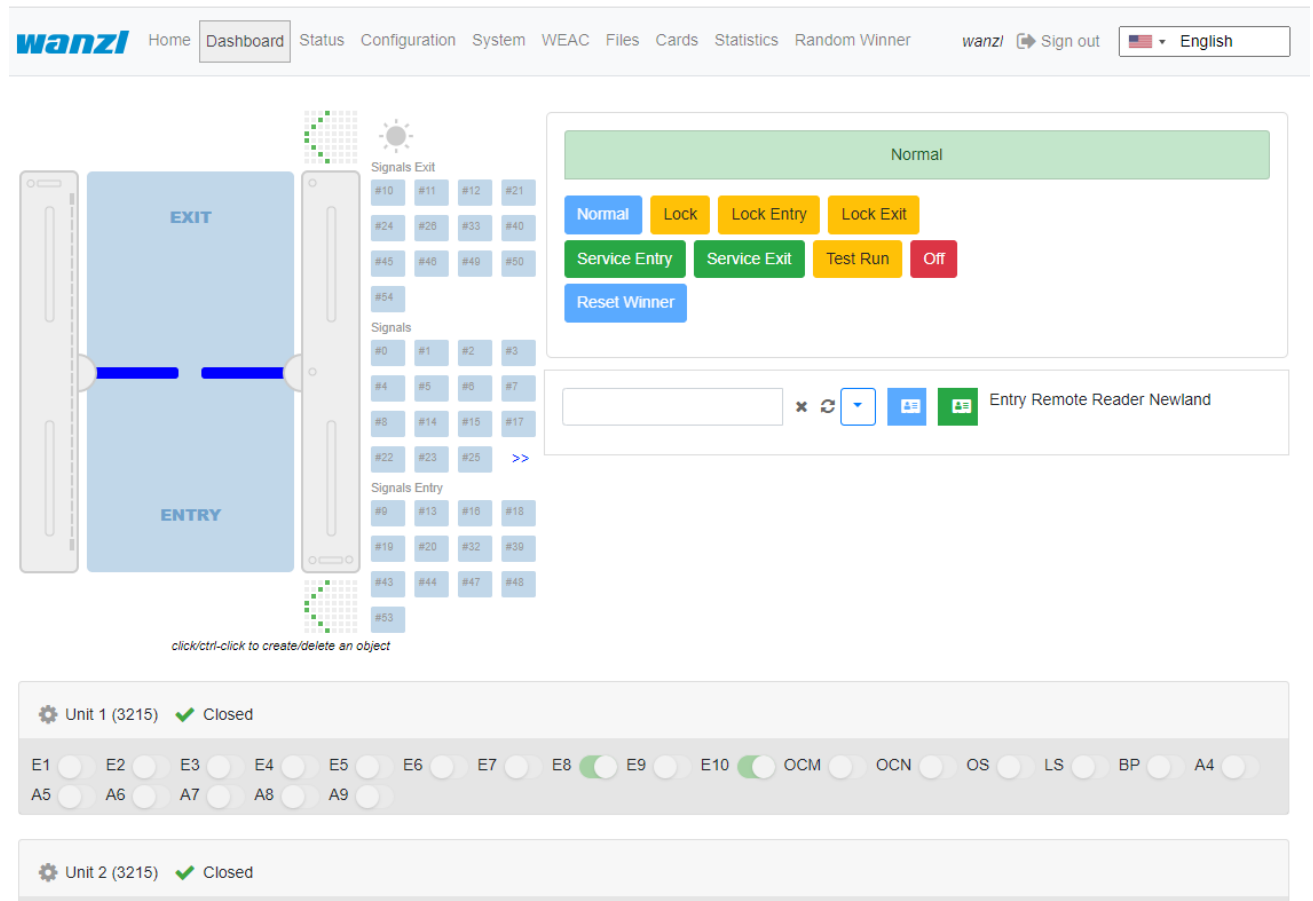 wanzl Home Dashboard Status Configuration System WEAC Files Cards Statistics Random Winner wanzl Sign out English
EXIT
ENTRY
click/ctrl-click to create/delete an object
Signals Exit
#10 #11 #12 #21
#24 #26 #33 #40
#45 #46 #49 #50
#54
Signals
#0 #1 #2 #3
#4 #5 #6 #7
#8 #14 #15 #17
#22 #23 #25 >>
Signals Entry
#9 #13 #16 #18
#19 #20 #32 #39
#43 #44 #47 #48
#53
Normal
Normal Lock Lock Entry Lock Exit
Service Entry Service Exit Test Run Off
Reset Winner
Entry Remote Reader Newland
Unit 1 (3215) Closed
E1 E2 E3 E4 E5 E6 E7 E8 E9 E10 OCM OCN OS LS BP A4
A5 A6 A7 A8 A9
Unit 2 (3215) Closed